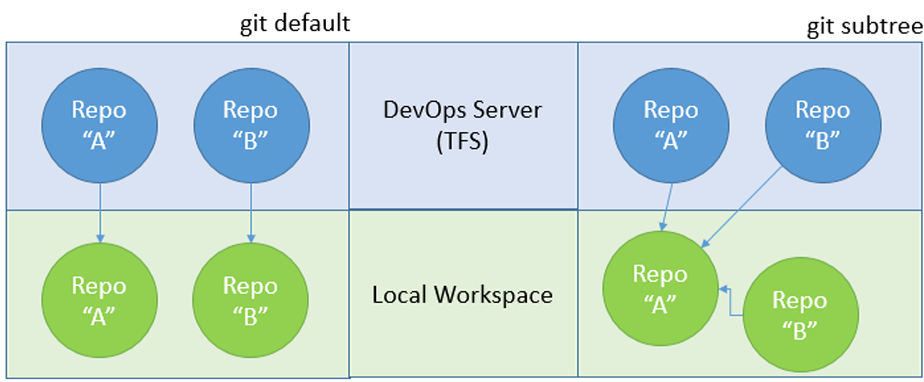 git default
git subtree
Repo
“A”
Repo
“B”
DevOps Server
(TFS)
Repo
“A”
Repo
“B”
Repo
“A”
Repo
“B”
Local Workspace
Repo
“A”
Repo
“B”